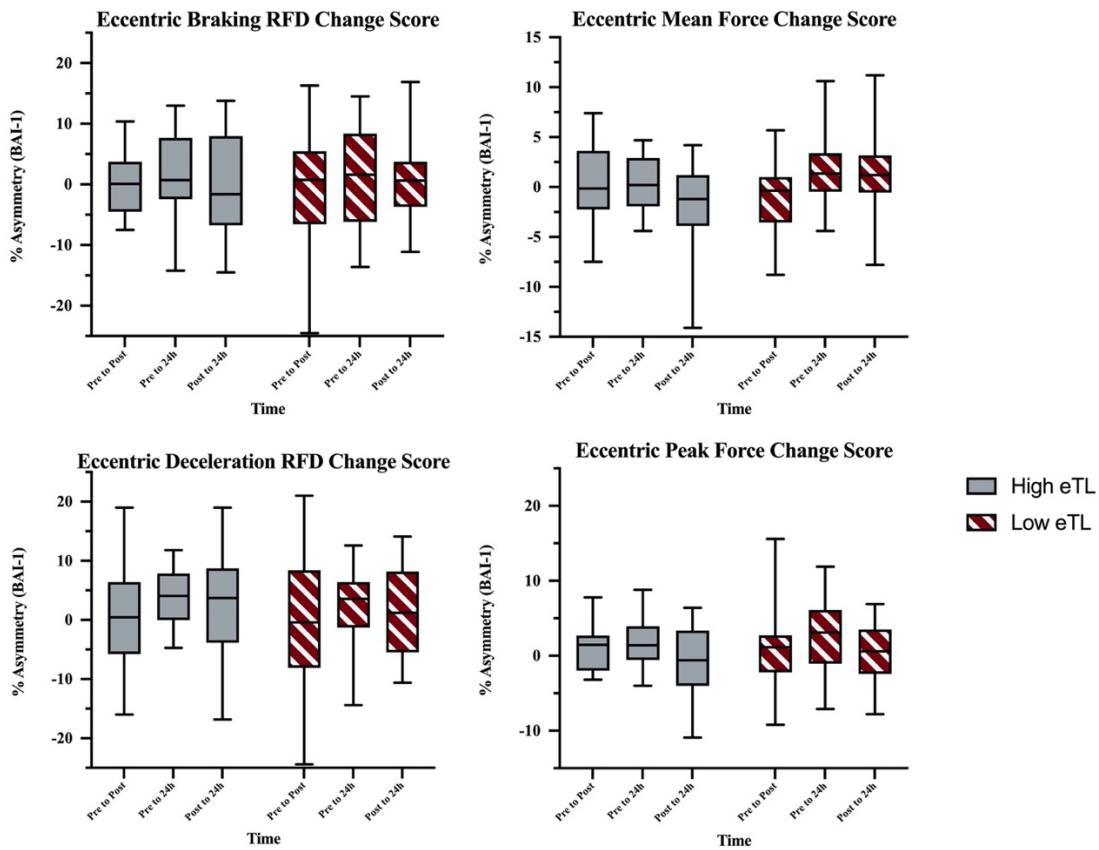 Eccentric Braking RFD Change Score
% Asymmetry (BAI-1)
20
10
0
-10
-20
Pre to Post
Pre to 24h
Post to 24h
Pre to Post
Pre to 24h
Post to 24h
Time
Eccentric Mean Force Change Score
% Asymmetry (BAI-1)
15
10
5
0
-5
-10
-15
Pre to Post
Pre to 24h
Post to 24h
Pre to Post
Pre to 24h
Post to 24h
Time
Eccentric Deceleration RFD Change Score
% Asymmetry (BAI-1)
20
10
0
-10
-20
Pre to Post
Pre to 24h
Post to 24h
Pre to Post
Pre to 24h
Post to 24h
Time
Eccentric Peak Force Change Score
% Asymmetry (BAI-1)
20
10
0
-10
Pre to Post
Pre to 24h
Post to 24h
Pre to Post
Pre to 24h
Post to 24h
Time
High eTL
Low eTL